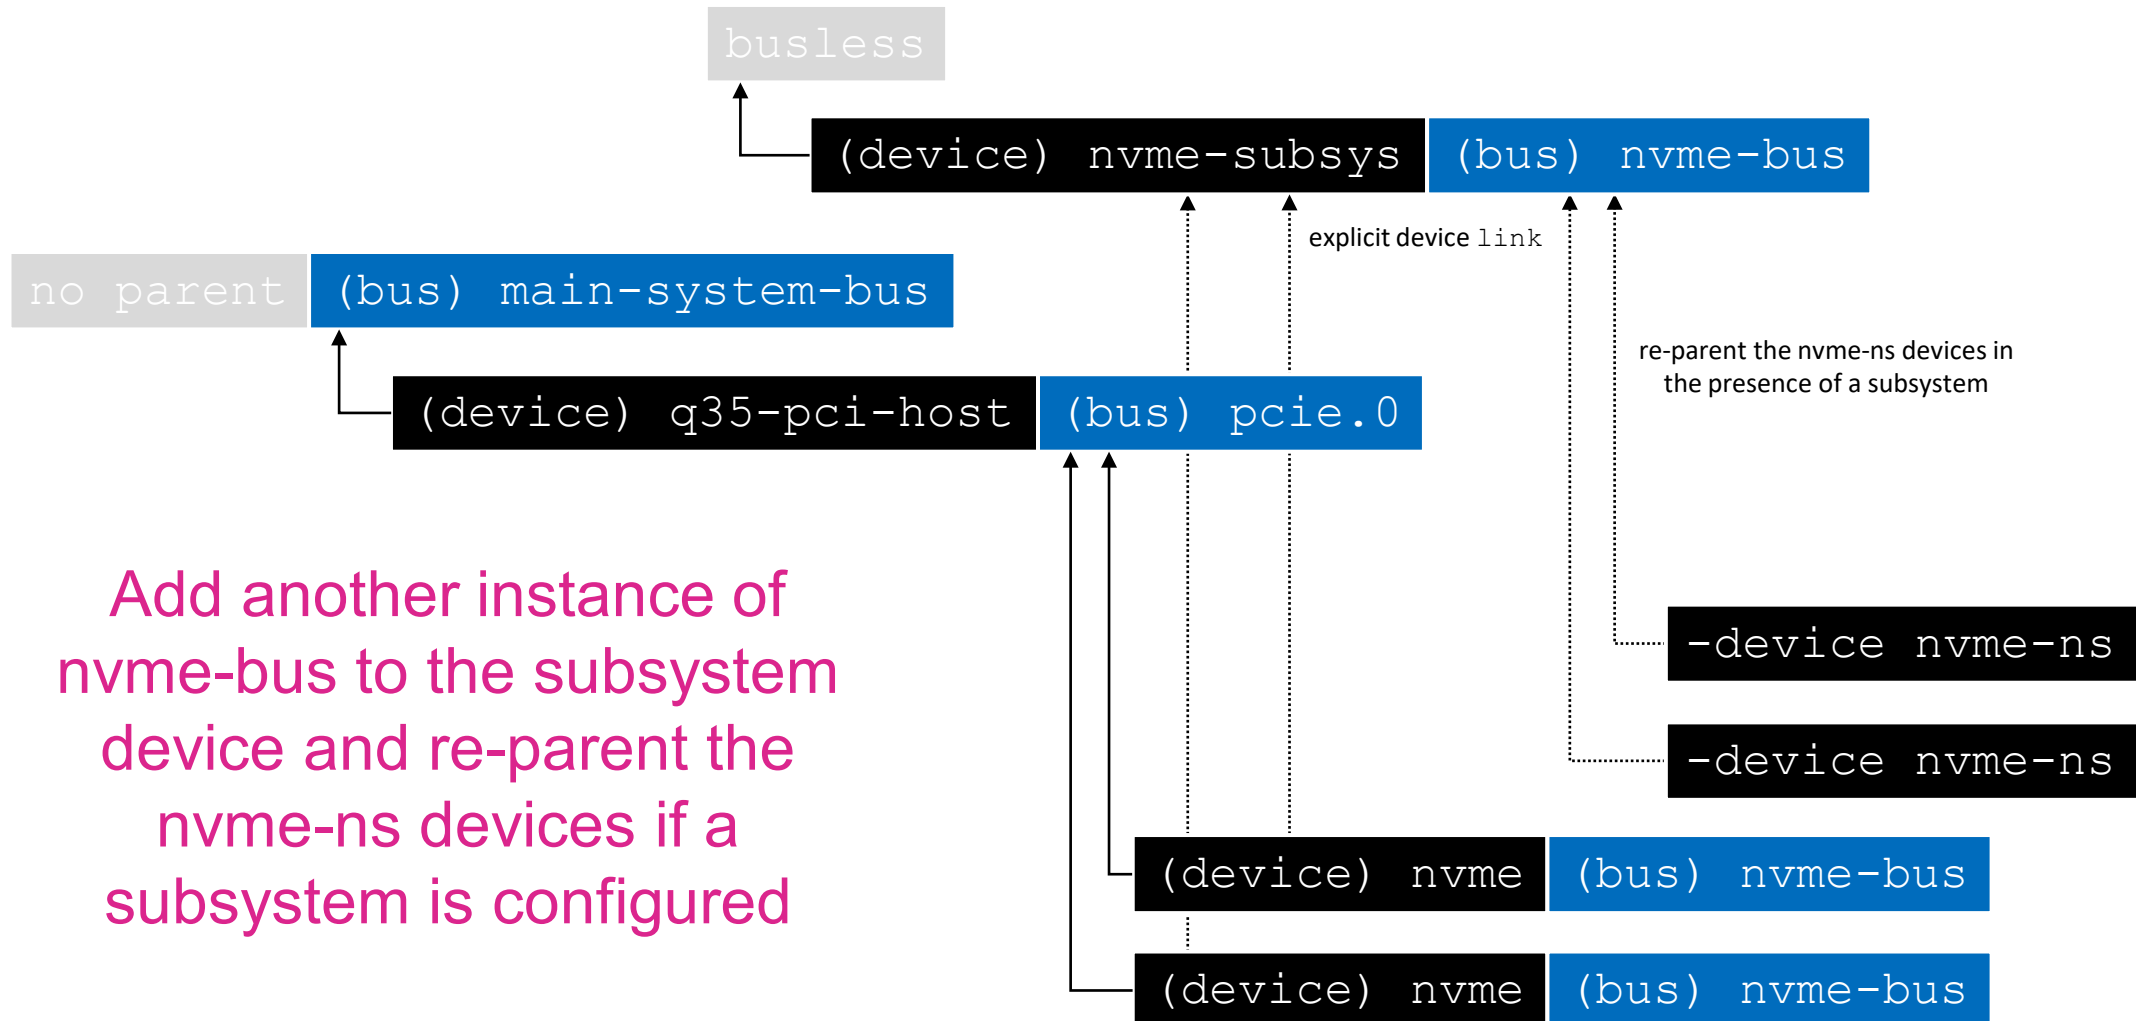 busless
(device) nvme-subsys (bus) nvme-bus
explicit device link
no parent (bus) main-system-bus
re-parent the nvme-ns devices in
the presence of a subsystem
(device) q35-pci-host (bus) pcie.0
Add another instance of
nvme-bus to the subsystem
device and re-parent the
nvme-ns devices if a
subsystem is configured
-device nvme-ns
-device nvme-ns
(device) nvme (bus) nvme-bus
(device) nvme (bus) nvme-bus